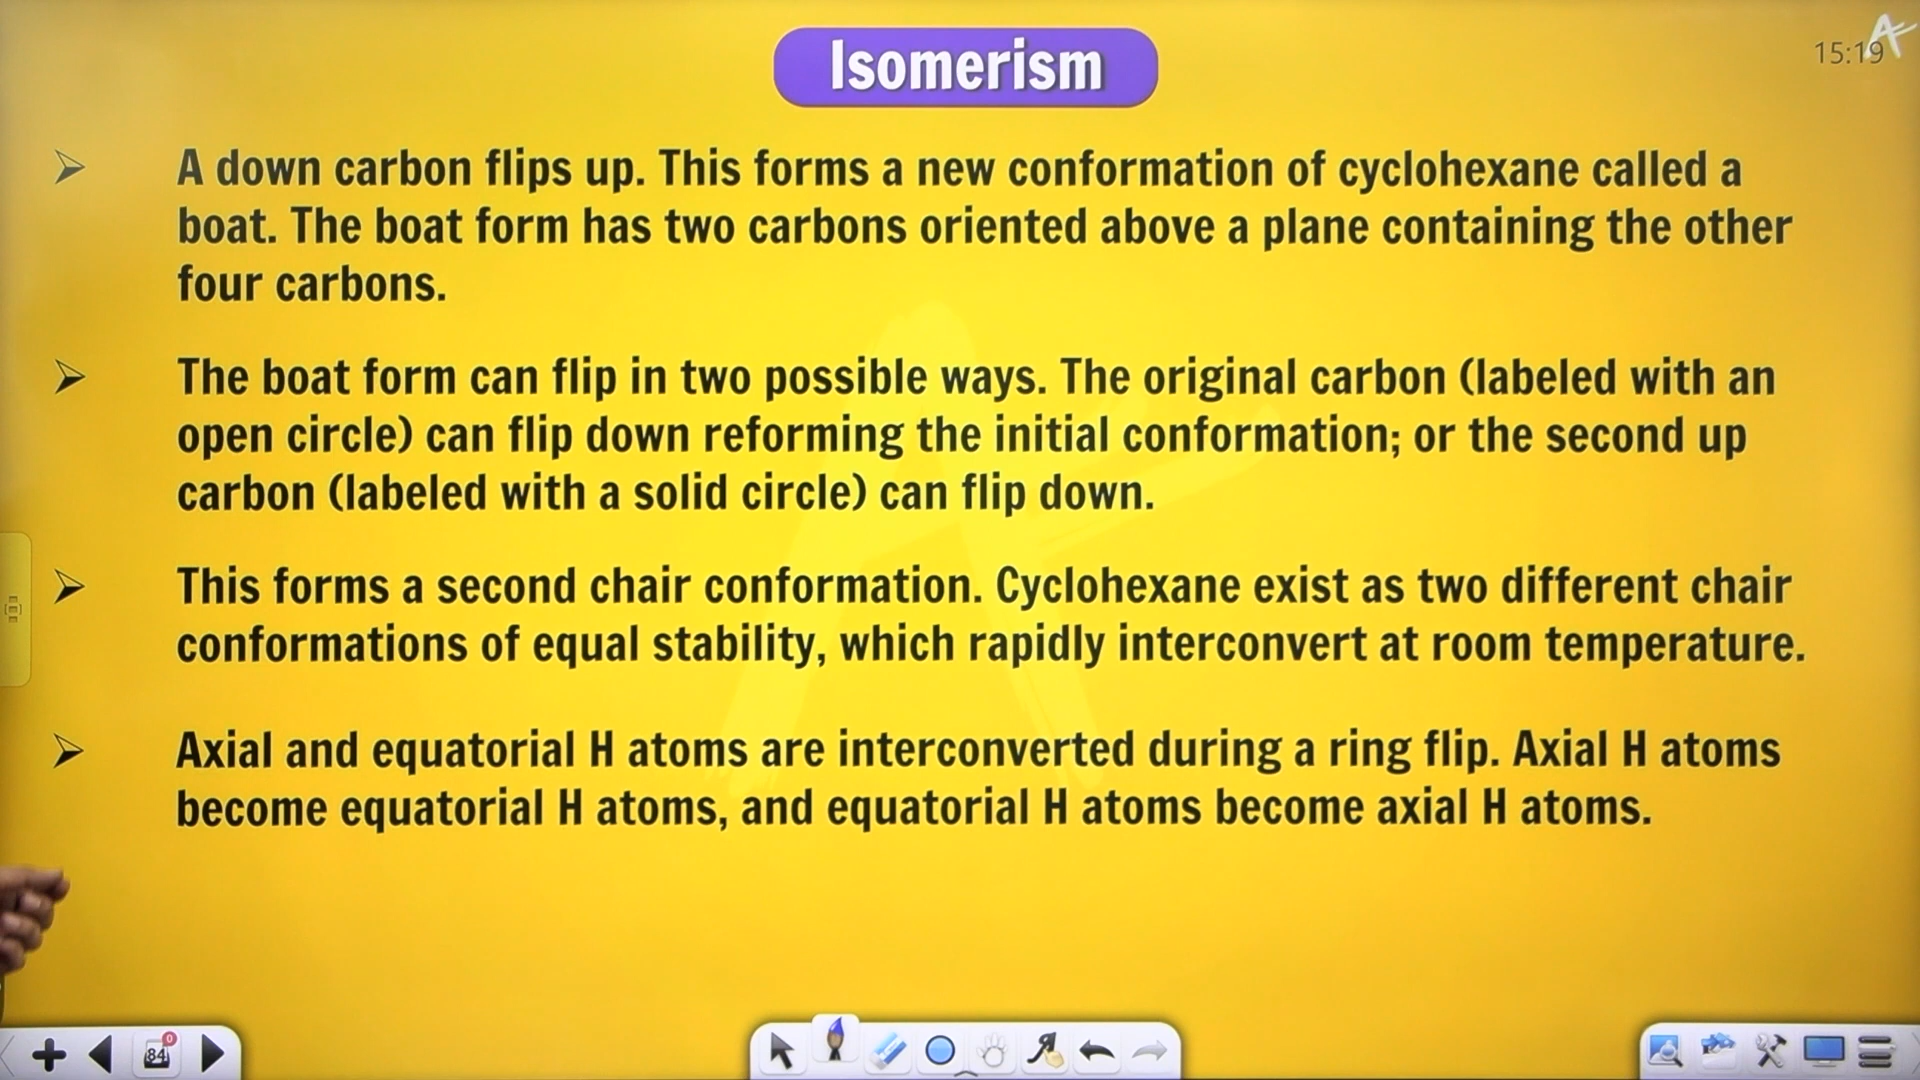 Isomerism
15:19
A down carbon flips up. This forms a new conformation of cyclohexane called a
boat. The boat form has two carbons oriented above a plane containing the other
four carbons.
The boat form can flip in two possible ways. The original carbon (labeled with an
open circle) can flip down reforming the initial conformation; or the second up
carbon (labeled with a solid circle) can flip down.
This forms a second chair conformation. Cyclohexane exist as two different chair
conformations of equal stability, which rapidly interconvert at room temperature.
Axial and equatorial H atoms are interconverted during a ring flip. Axial H atoms
become equatorial H atoms, and equatorial H atoms become axial H atoms.
84
0